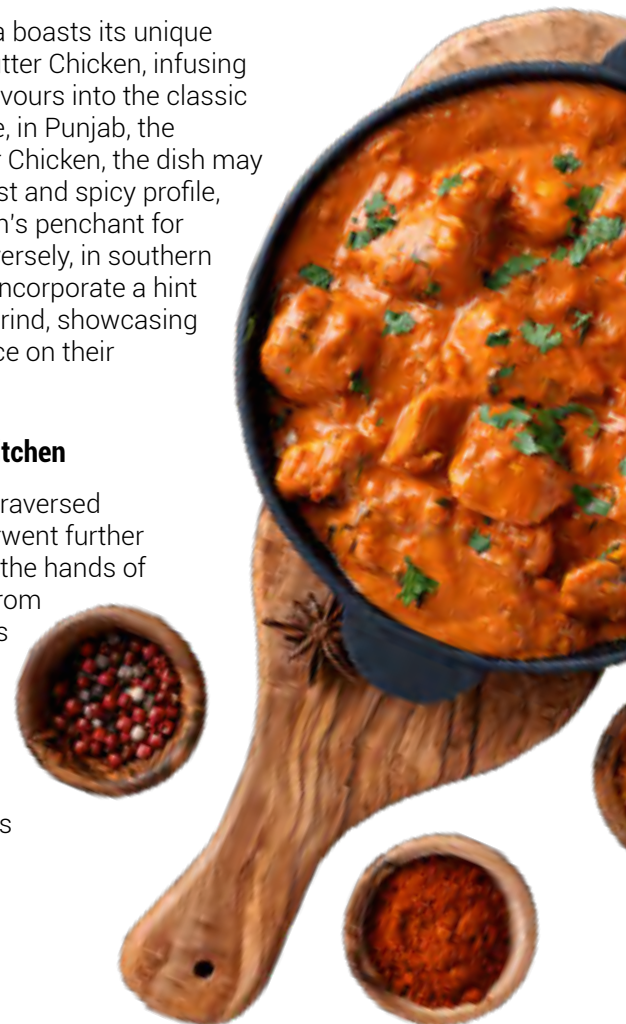 a boasts its unique
tter Chicken, infusing
vours into the classic
e, in Punjab, the
r Chicken, the dish may
st and spicy profile,
n's penchant for
ersely, in southern
ncorporate a hint
rind, showcasing
ce on their
tchen
raversed
rwent further
the hands of
rom
s
s